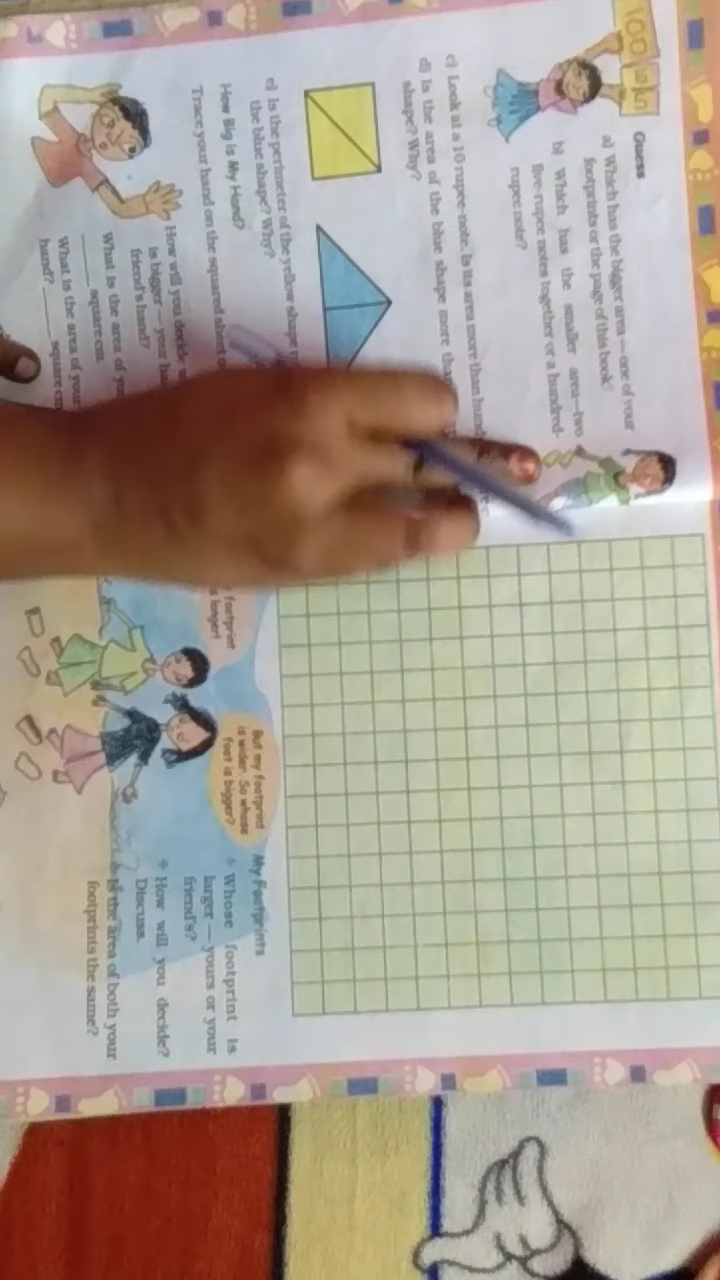 100
Guess
a) Which has the bigger area — one of your
footprints or the page of this book?
b) Which has the smaller area—two
five-rupee notes together or a hundred-
rupee note?
c) Look at a 10 rupee-note. Is its area more than hund
d) Is the area of the blue shape more than
shape? Why?
e) Is the perimeter of the yellow shape
the blue shape? Why?
How Big is My Hand?
Trace your hand on the squared sheet
How will you decide
is bigger — your
friend's hand?
What is the area of
____ square cm.
What is the area of your
hand? ____ square cm
footprint
longer!
But my footprint
is wider. So whose
foot is bigger?
My Footprints
Whose footprint is
larger — yours or your
friend's?
How will you decide?
Discuss.
Is the area of both your
footprints the same?